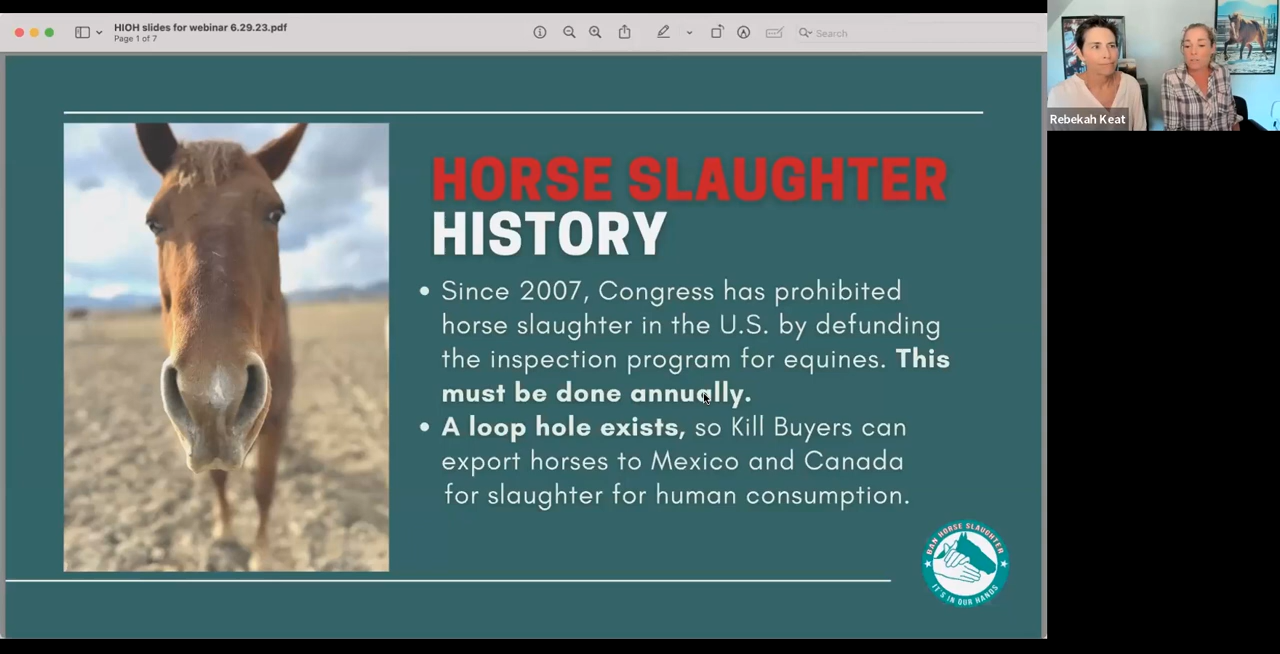 HIOH slides for webinar 6.29.23.pdf
Page 1 of 7
Search
Rebekah Keat
HORSE SLAUGHTER
HISTORY
• Since 2007, Congress has prohibited
horse slaughter in the U.S. by defunding
the inspection program for equines. This
must be done annually.
• A loop hole exists, so Kill Buyers can
export horses to Mexico and Canada
for slaughter for human consumption.
BAN HORSE SLAUGHTER
IT'S IN OUR HANDS